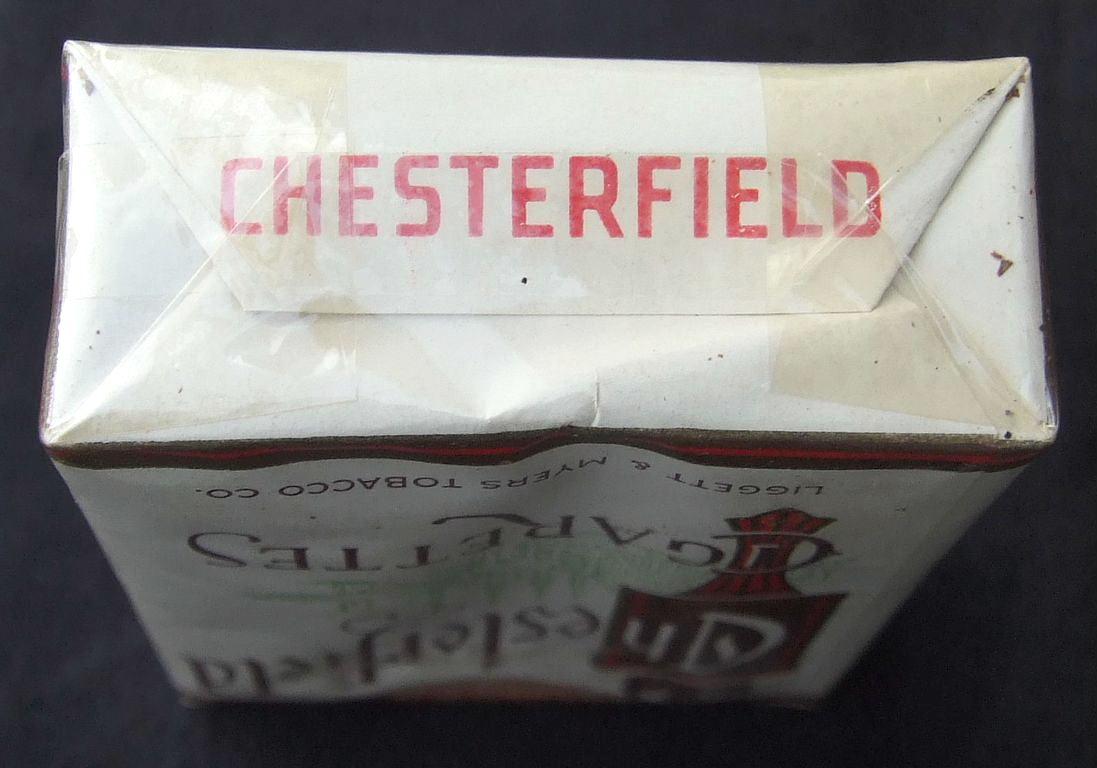 CHESTERFIELD
LIGGETT & MYERS TOBACCO CO.
CIGARETTES
Chesterfield